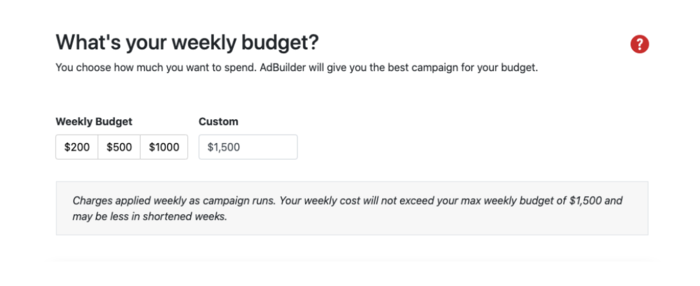 What's your weekly budget?
?
You choose how much you want to spend. AdBuilder will give you the best campaign for your budget.
Weekly Budget
Custom
$200 $500 $1000
$1,500
Charges applied weekly as campaign runs. Your weekly cost will not exceed your max weekly budget of $1,500 and
may be less in shortened weeks.